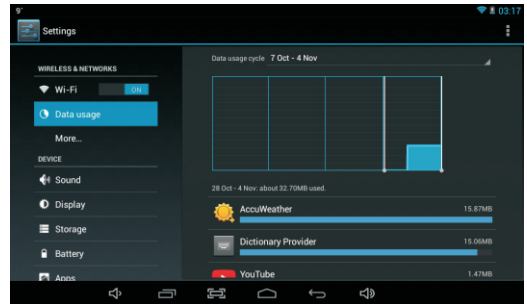 9°
03:17
Settings
WIRELESS & NETWORKS
Wi-Fi
ON
Data usage
More...
DEVICE
Sound
Display
Storage
Battery
Apps
Data usage cycle 7 Oct - 4 Nov
28 Oct - 4 Nov: about 32.70MB used.
AccuWeather 15.87MB
Dictionary Provider 15.06MB
YouTube 1.47MB